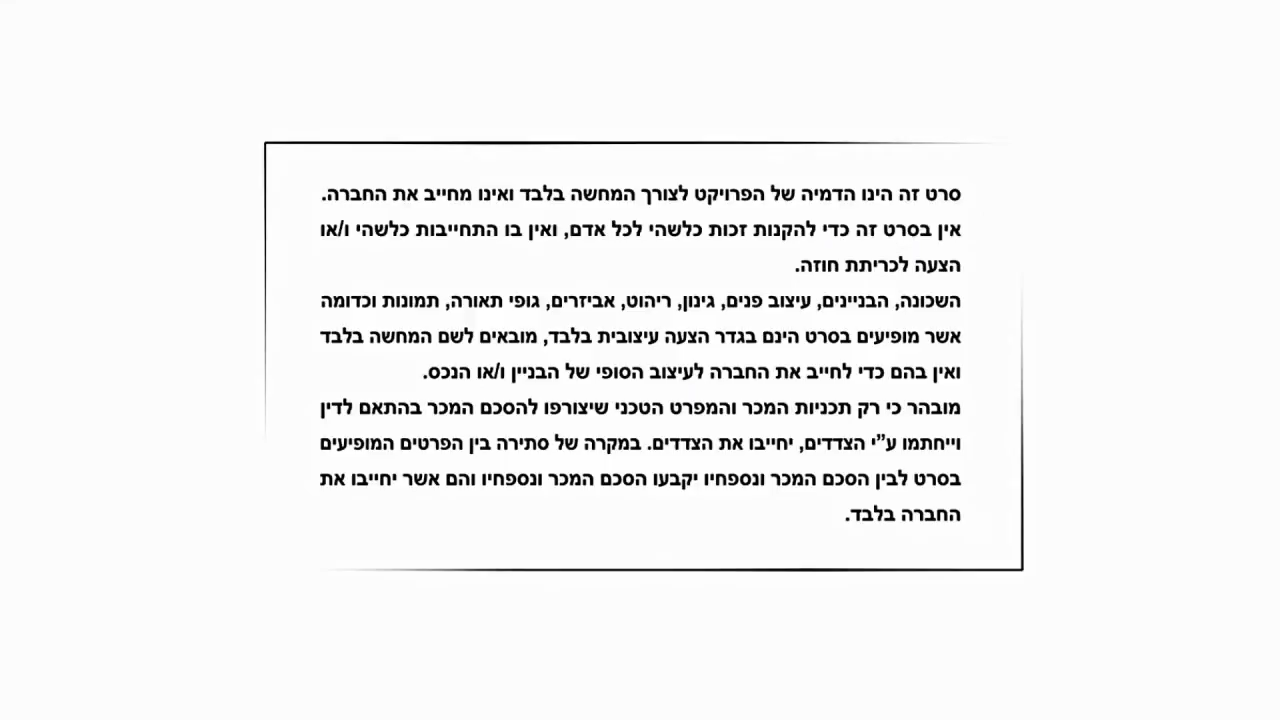 סרט זה הינו הדמיה של הפרויקט לצורך המחשה בלבד ואינו מחייב את החברה.
אין בסרט זה כדי להקנות זכות כלשהי לכל אדם, ואין בו התחייבות כלשהי ו/או
הצעה לכריתת חוזה.
השכונה, הבניינים, עיצוב פנים, גינון, ריהוט, אביזרים, גופי תאורה, תמונות וכדומה
אשר מופיעים בסרט הינם בגדר הצעה עיצובית בלבד, מובאים לשם המחשה בלבד
ואין בהם כדי לחייב את החברה לעיצוב הסופי של הבניין ו/או הנכס.
מובהר כי רק תכניות המכר והמפרט הטכני שיצורפו להסכם המכר בהתאם לדין
וייחתמו ע”י הצדדים, יחייבו את הצדדים. במקרה של סתירה בין הפרטים המופיעים
בסרט לבין הסכם המכר ונספחיו יקבעו הסכם המכר ונספחיו והם אשר יחייבו את
החברה בלבד.